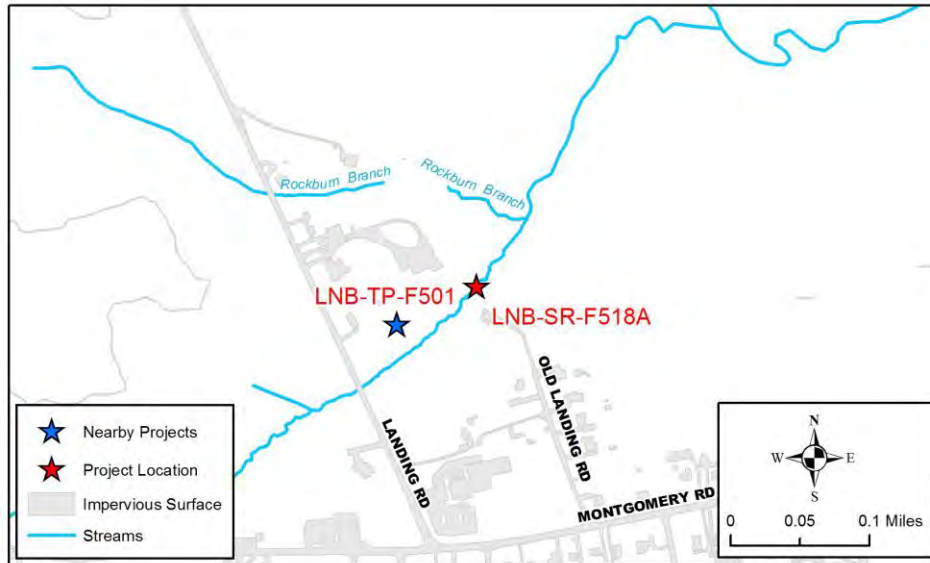 Rockburn Branch
Rockburn Branch
LNB-TP-F501
LNB-SR-F518A
LANDING RD
OLD LANDING RD
MONTGOMERY RD
Nearby Projects
Project Location
Impervious Surface
Streams
N
W E
S
0 0.05 0.1 Miles